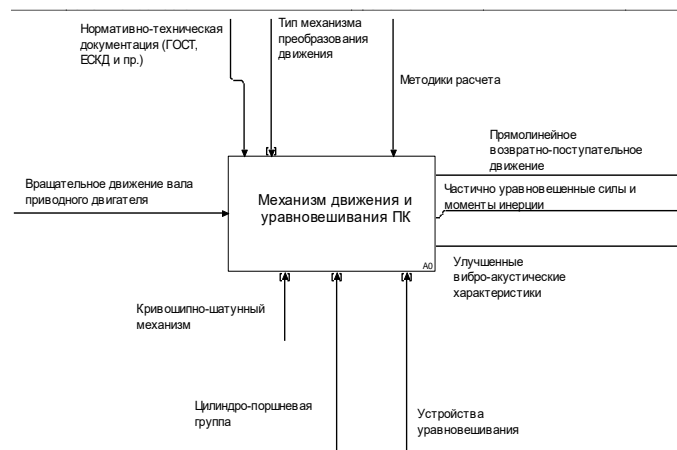 Нормативно-техническая
документация (ГОСТ,
ЕСКД и пр.)
Тип механизма
преобразования
движения
Методики расчета
Прямолинейное
возвратно-поступательное
движение
Вращательное движение вала
приводного двигателя
Механизм движения и
уравновешивания ПК
A0
Частично уравновешенные силы и
моменты инерции
Улучшенные
вибро-акустические
характеристики
Кривошипно-шатунный
механизм
Цилиндро-поршневая
группа
Устройства
уравновешивания